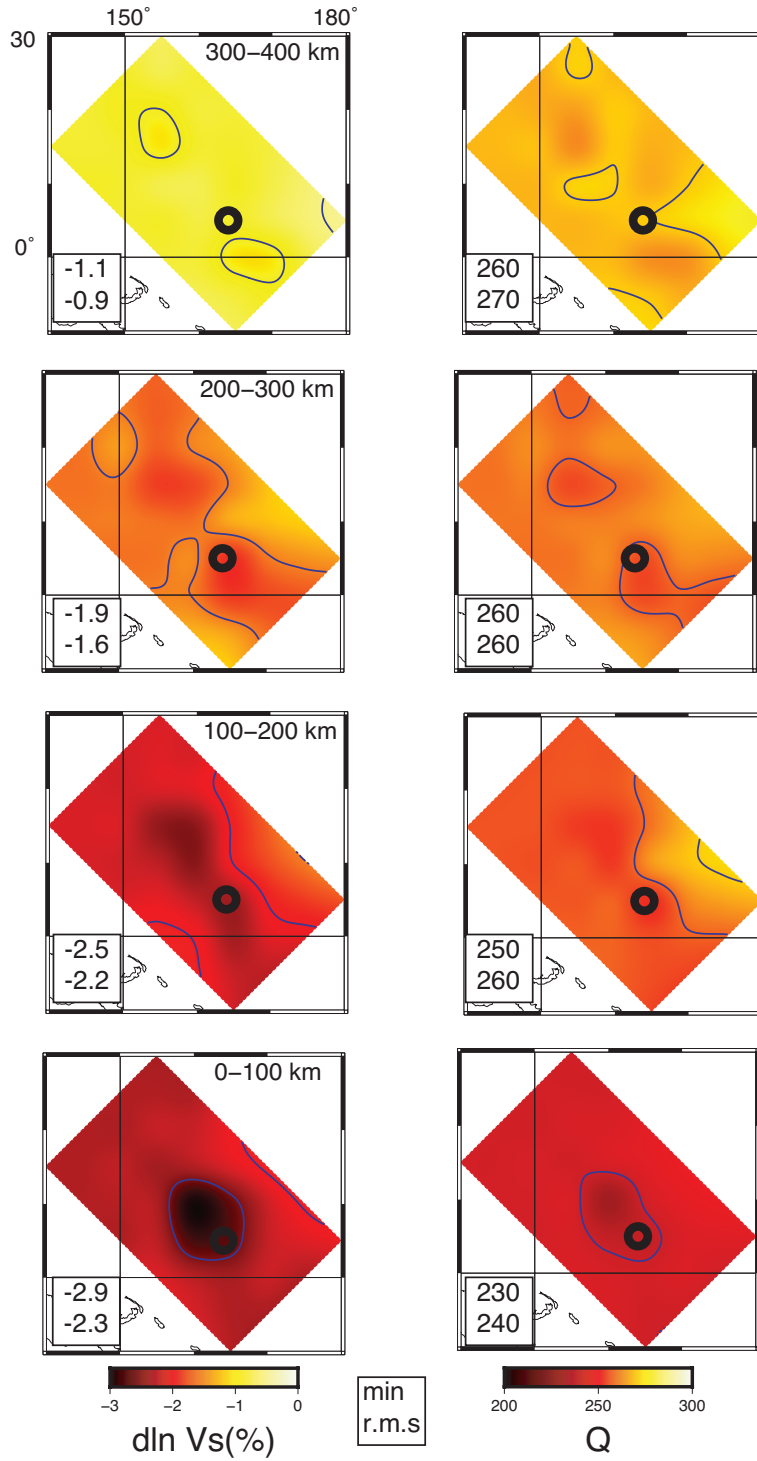 150°
180°
30
300–400 km
0°
-1.1
-0.9
260
270
200–300 km
-1.9
-1.6
260
260
100–200 km
-2.5
-2.2
250
260
0–100 km
-2.9
-2.3
230
240
−3 −2 −1 0
dln Vs(%)
min
r.m.s
200 250 300
Q